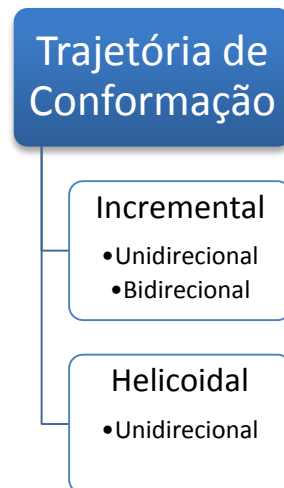 Trajetória de
Conformação
Incremental
•Unidirecional
•Bidirecional
Helicoidal
•Unidirecional